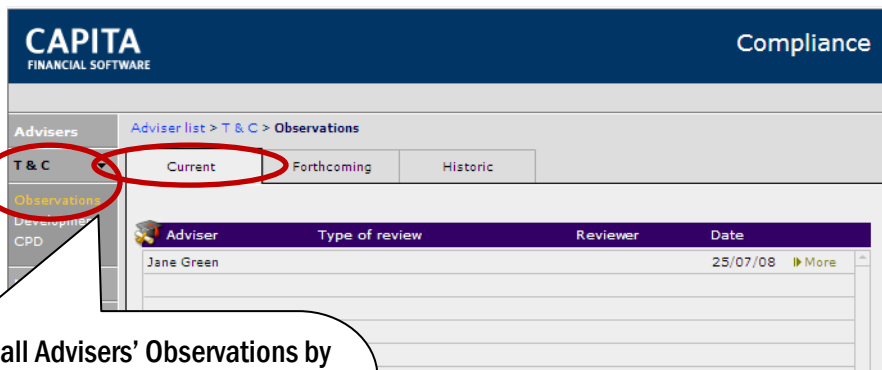 CAPITA
FINANCIAL SOFTWARE
Compliance
Advisers
Adviser list > T & C > Observations
T & C
Current
Forthcoming
Historic
Observations
Development
CPD
Adviser Type of review Reviewer Date
Jane Green 25/07/08 More
all Advisers’ Observations by